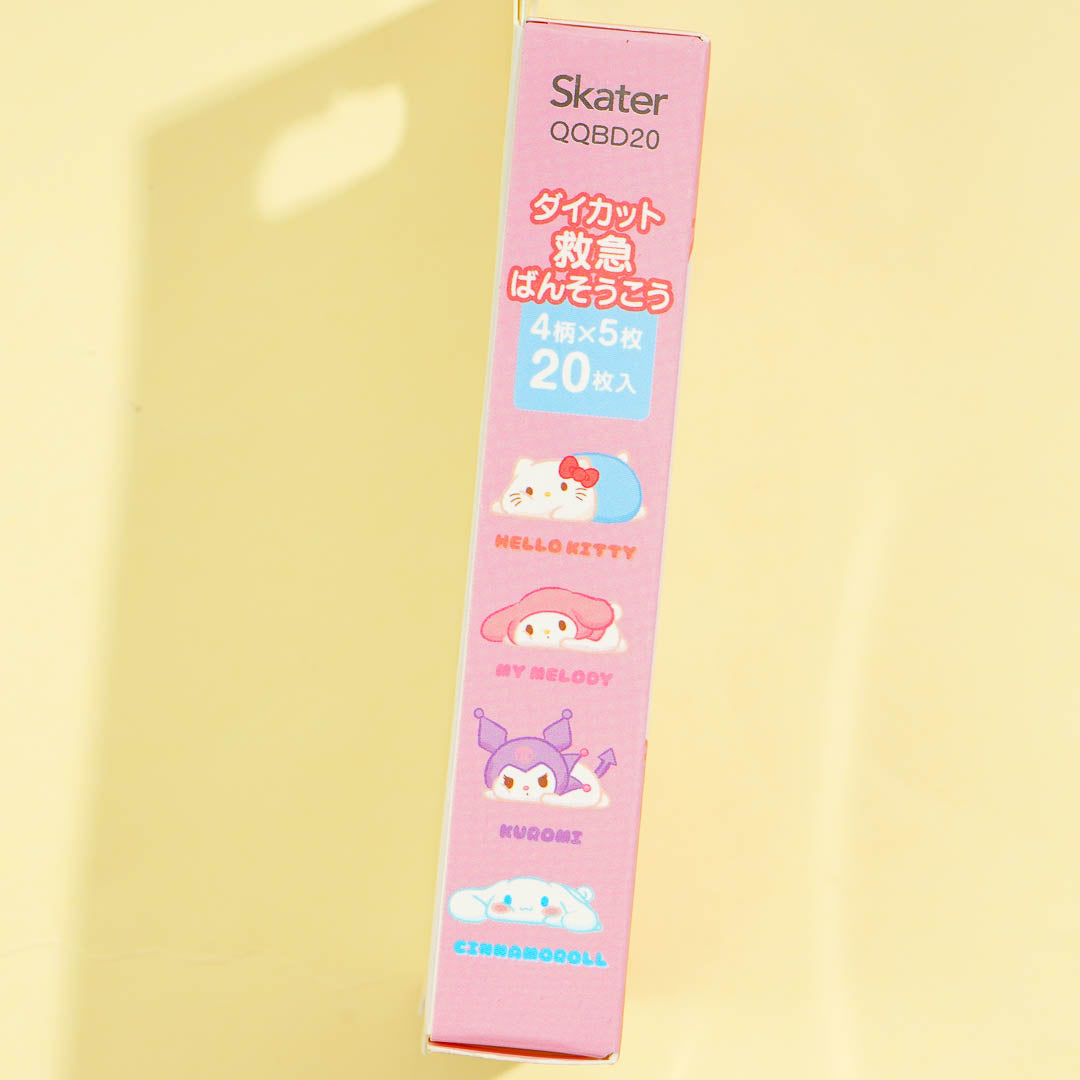 Skater
QQBD20
ダイカット
救急
ばんそうこう
4柄×5枚
20枚入
HELLO KITTY
MY MELODY
KUROMI
CINNAMOROLL